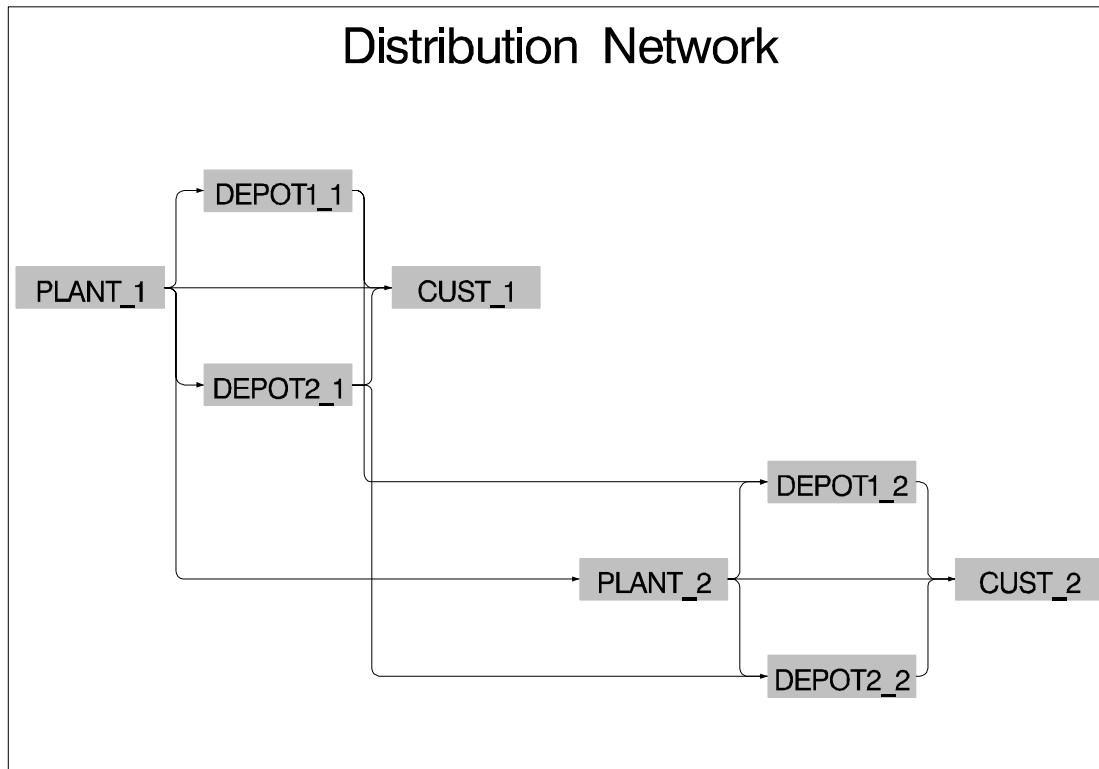 Distribution Network
DEPOT1_1
PLANT_1
CUST_1
DEPOT2_1
DEPOT1_2
PLANT_2
CUST_2
DEPOT2_2